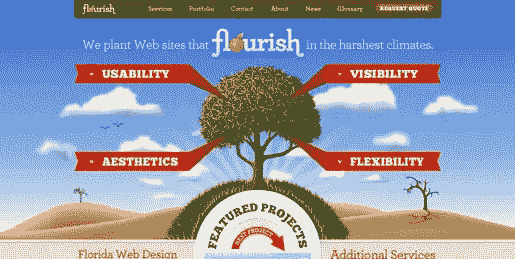 flourish
Services Portfolio Contact About News Glossary REQUEST QUOTE
We plant Web sites that flourish in the harshest climates.
USABILITY
VISIBILITY
AESTHETICS
FLEXIBILITY
FEATURED PROJECTS
NEXT PROJECT
Florida Web Design
Additional Services